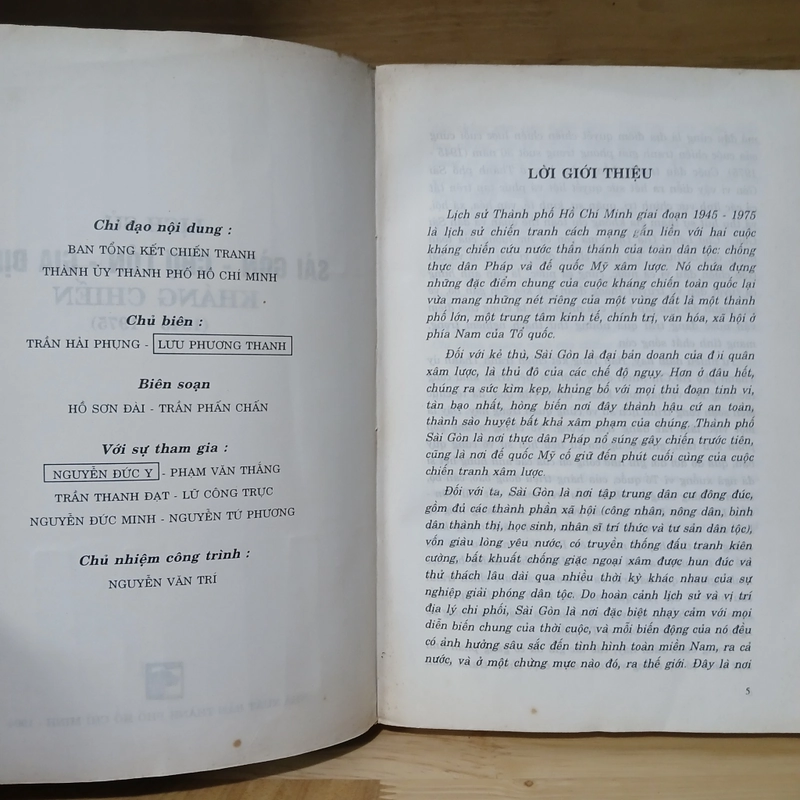 Chỉ đạo nội dung :
BAN TỔNG KẾT CHIẾN TRANH
THÀNH ỦY THÀNH PHỐ HỒ CHÍ MINH
Chủ biên :
TRẦN HẢI PHỤNG - LƯU PHƯƠNG THANH
Biên soạn
HỒ SƠN ĐÀI - TRẦN PHẤN CHẤN
Với sự tham gia :
NGUYỄN ĐỨC Y - PHẠM VĂN THẮNG
TRẦN THANH ĐẠT - LỮ CÔNG TRỰC
NGUYỄN ĐỨC MINH - NGUYỄN TỨ PHƯƠNG
Chủ nhiệm công trình :
NGUYỄN VĂN TRÍ
LỜI GIỚI THIỆU
Lịch sử Thành phố Hồ Chí Minh giai đoạn 1945 - 1975
là lịch sử chiến tranh cách mạng gắn liền với hai cuộc
kháng chiến cứu nước thần thánh của toàn dân tộc: chống
thực dân Pháp và đế quốc Mỹ xâm lược. Nó chứa đựng
những đặc điểm chung của cuộc kháng chiến toàn quốc lại
vừa mang những nét riêng của một vùng đất là một thành
phố lớn, một trung tâm kinh tế, chính trị, văn hóa, xã hội ở
phía Nam của Tổ quốc.
Đối với kẻ thù, Sài Gòn là đại bản doanh của đội quân
xâm lược, là thủ đô của các chế độ ngụy. Hơn ở đâu hết,
chúng ra sức kìm kẹp, khủng bố với mọi thủ đoạn tinh vi,
tàn bạo nhất, hòng biến nơi đây thành hậu cứ an toàn,
thành sào huyệt bất khả xâm phạm của chúng. Thành phố
Sài Gòn là nơi thực dân Pháp nổ súng gây chiến trước tiên,
cũng là nơi đế quốc Mỹ cố giữ đến phút cuối cùng của cuộc
chiến tranh xâm lược.
Đối với ta, Sài Gòn là nơi tập trung dân cư đông đúc,
gồm đủ các thành phần xã hội (công nhân, nông dân, bình
dân thành thị, học sinh, nhân sĩ trí thức và tư sản dân tộc),
vốn giàu lòng yêu nước, có truyền thống đấu tranh kiên
cường, bất khuất chống giặc ngoại xâm được hun đúc và
thử thách lâu dài qua nhiều thời kỳ khác nhau của sự
nghiệp giải phóng dân tộc. Do hoàn cảnh lịch sử và vị trí
địa lý chi phối, Sài Gòn là nơi đặc biệt nhạy cảm với mọi
diễn biến chung của thời cuộc, và mỗi biến động của nó đều
có ảnh hưởng sâu sắc đến tình hình toàn miền Nam, ra cả
nước, và ở một chừng mực nào đó, ra thế giới. Đây là nơi
5